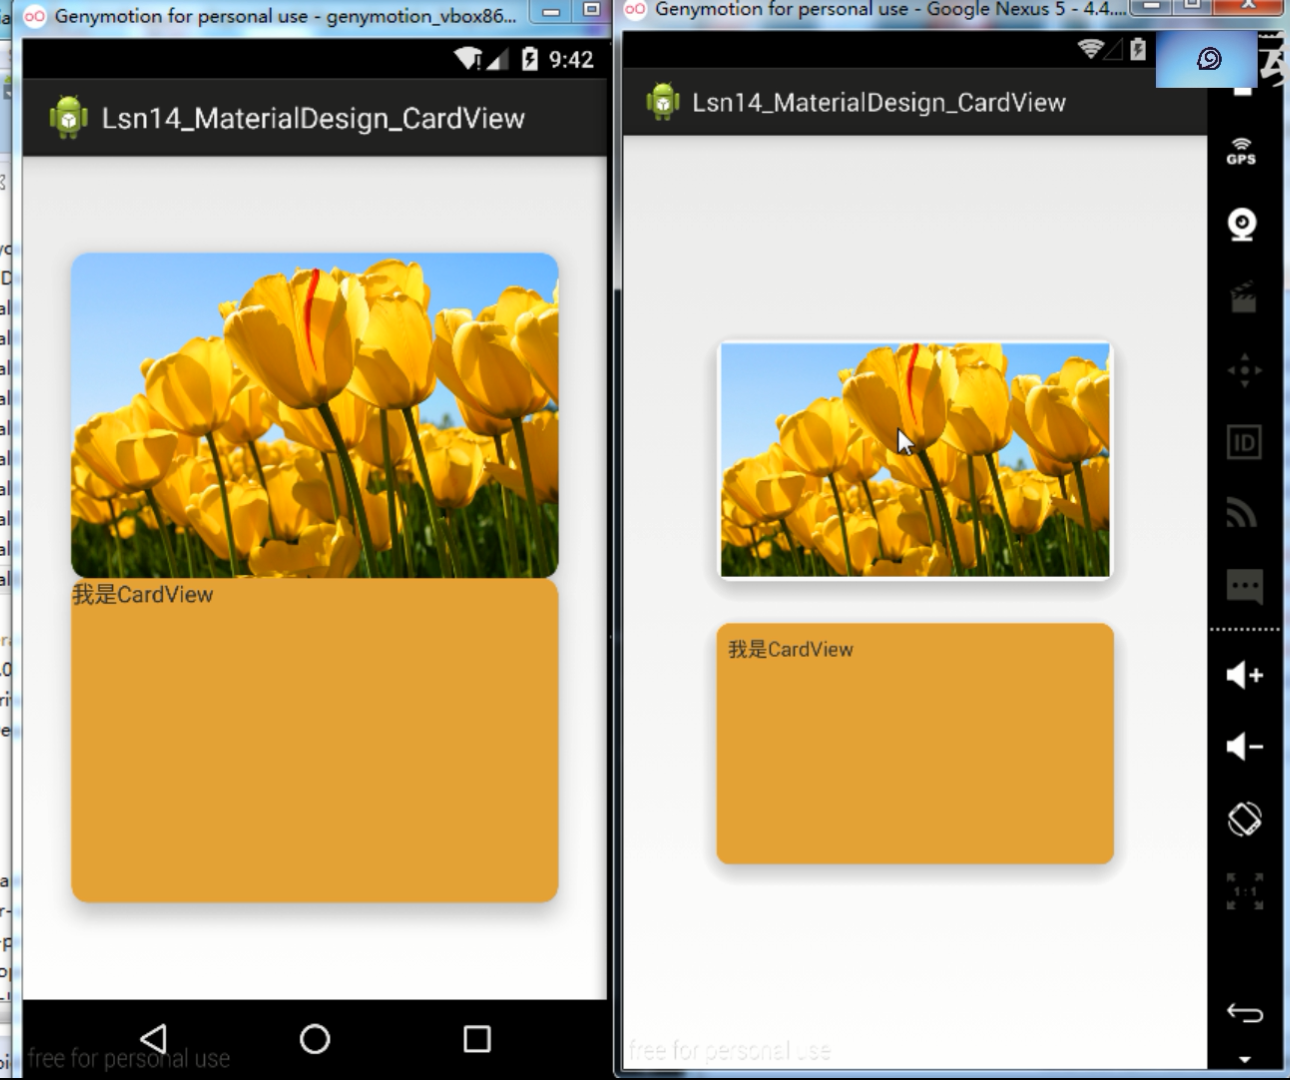 Genymotion for personal use - genymotion_vbox86...
9:42
Lsn14_MaterialDesign_CardView
我是CardView
free for personal use
Genymotion for personal use - Google Nexus 5 - 4.4....
Lsn14_MaterialDesign_CardView
我是CardView
free for personal use
GPS
ID
1:1